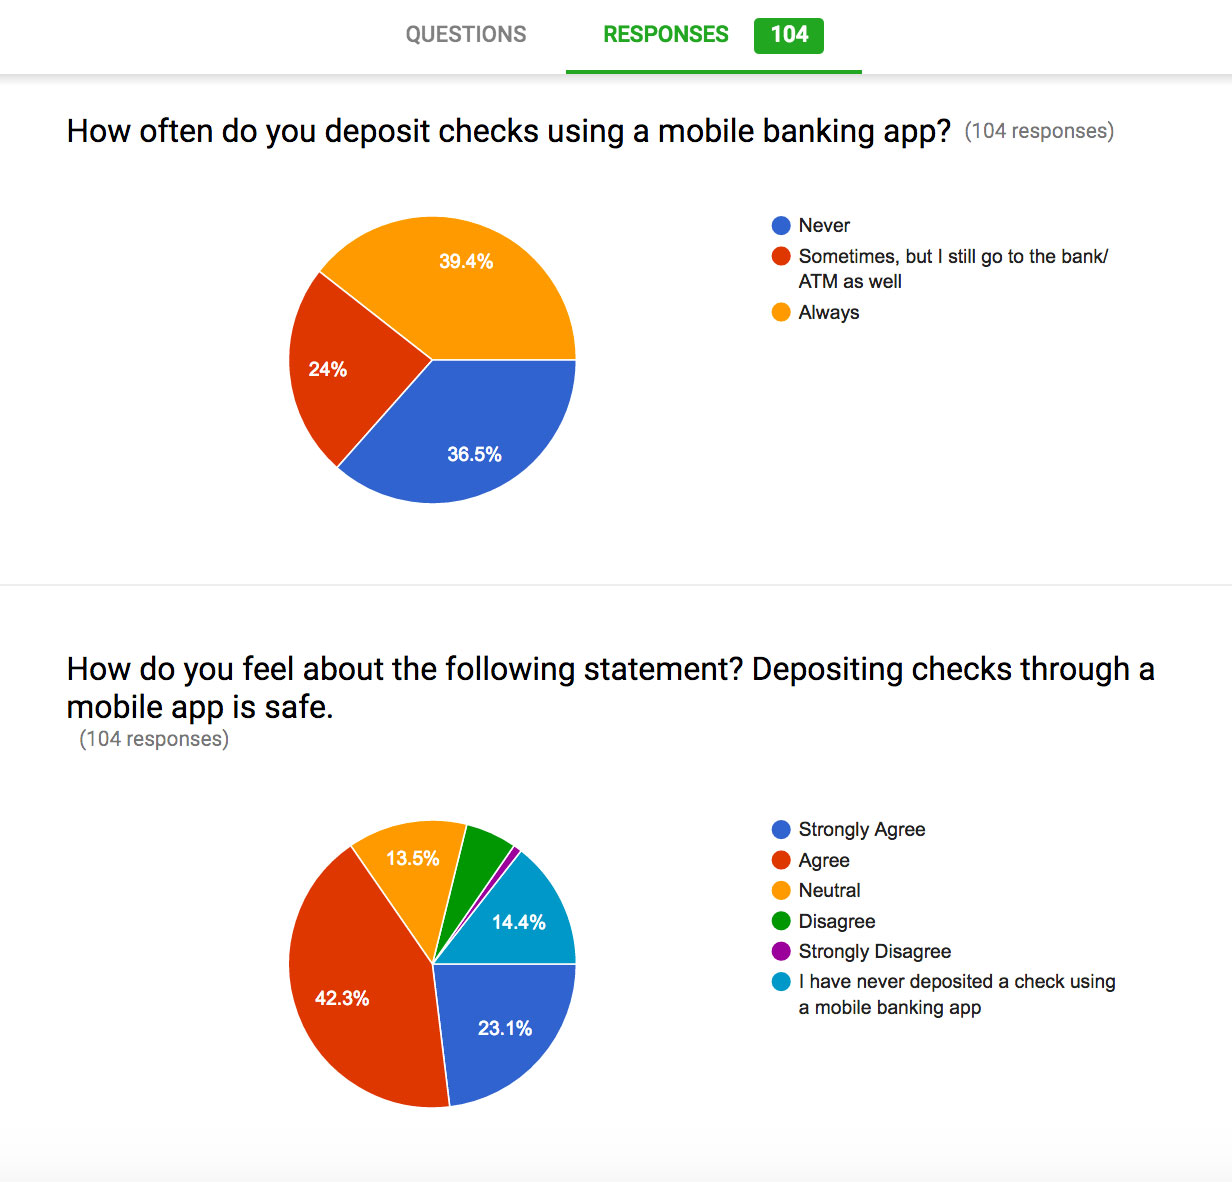 QUESTIONS RESPONSES 104
How often do you deposit checks using a mobile banking app? (104 responses)
39.4%
24%
36.5%
Never
Sometimes, but I still go to the bank/
ATM as well
Always
How do you feel about the following statement? Depositing checks through a
mobile app is safe.
(104 responses)
13.5%
14.4%
42.3%
23.1%
Strongly Agree
Agree
Neutral
Disagree
Strongly Disagree
I have never deposited a check using
a mobile banking app